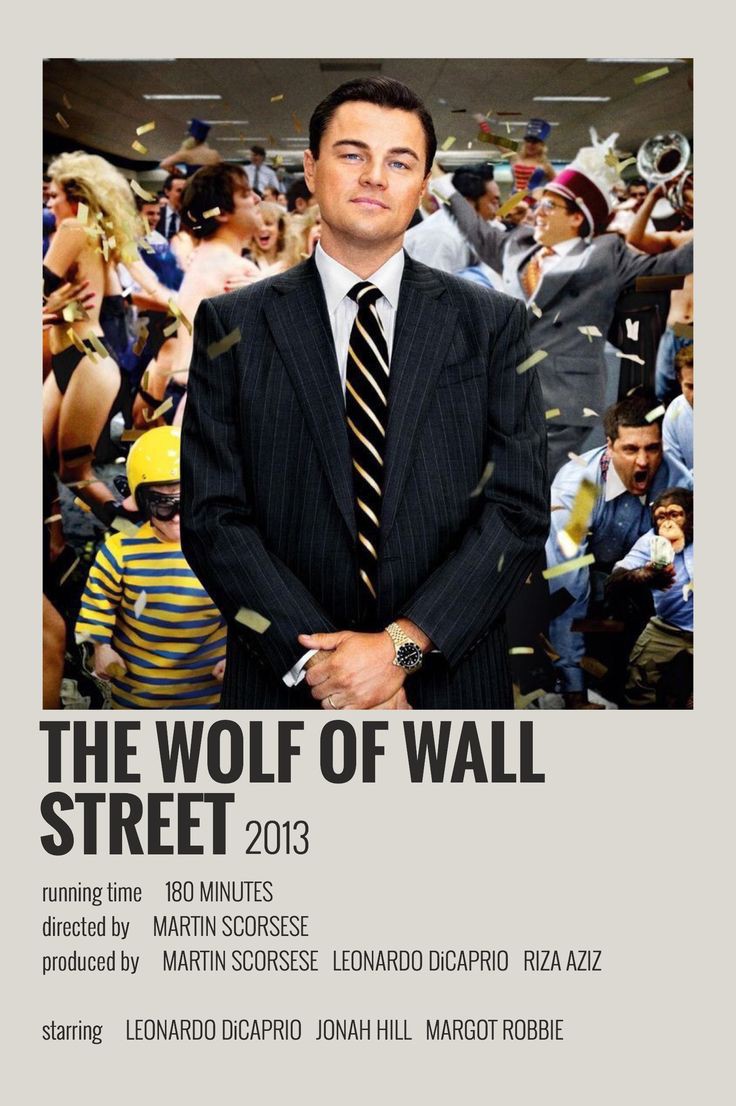 THE WOLF OF WALL
STREET 2013
running time 180 MINUTES
directed by MARTIN SCORSESE
produced by MARTIN SCORSESE LEONARDO DiCAPRIO RIZA AZIZ
starring LEONARDO DiCAPRIO JONAH HILL MARGOT ROBBIE